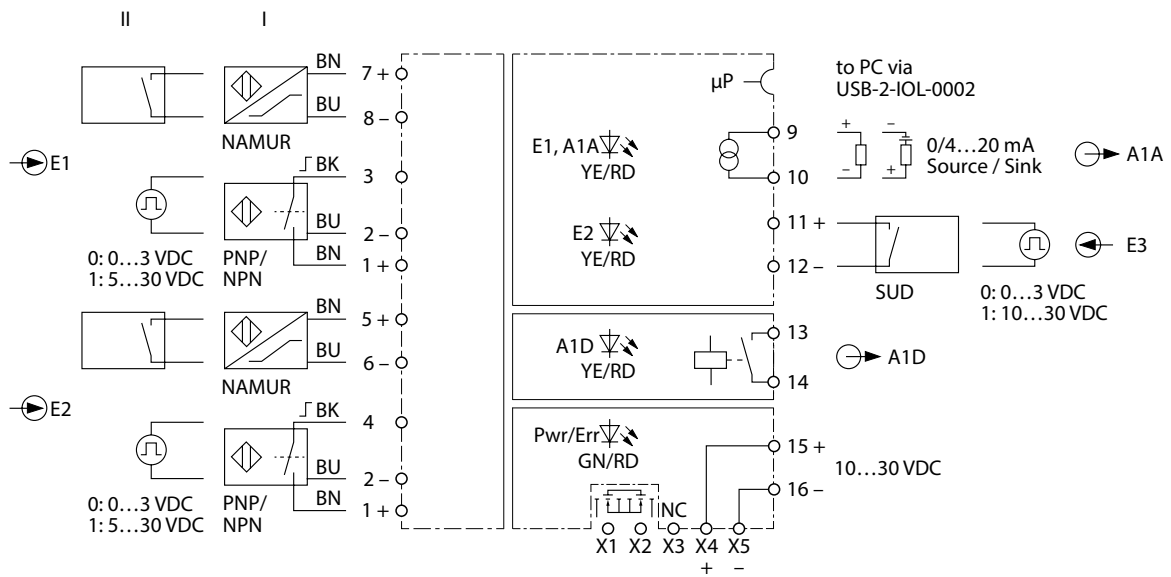 II
I
BN
7 +
BU
8 –
NAMUR
E1
BK
3
BU
2 –
BN
1 +
0: 0…3 VDC
1: 5…30 VDC
PNP/
NPN
BN
5 +
BU
6 –
NAMUR
E2
BK
4
BU
2 –
BN
1 +
0: 0…3 VDC
1: 5…30 VDC
PNP/
NPN
µP
to PC via
USB-2-IOL-0002
E1, A1A
YE/RD
9
10
+
–
–
+
0/4…20 mA
Source / Sink
A1A
E2
YE/RD
11 +
12 –
SUD
E3
0: 0…3 VDC
1: 10…30 VDC
A1D
YE/RD
13
14
A1D
Pwr/Err
GN/RD
15 +
16 –
10…30 VDC
NC
X1 X2 X3 X4 X5
+ –